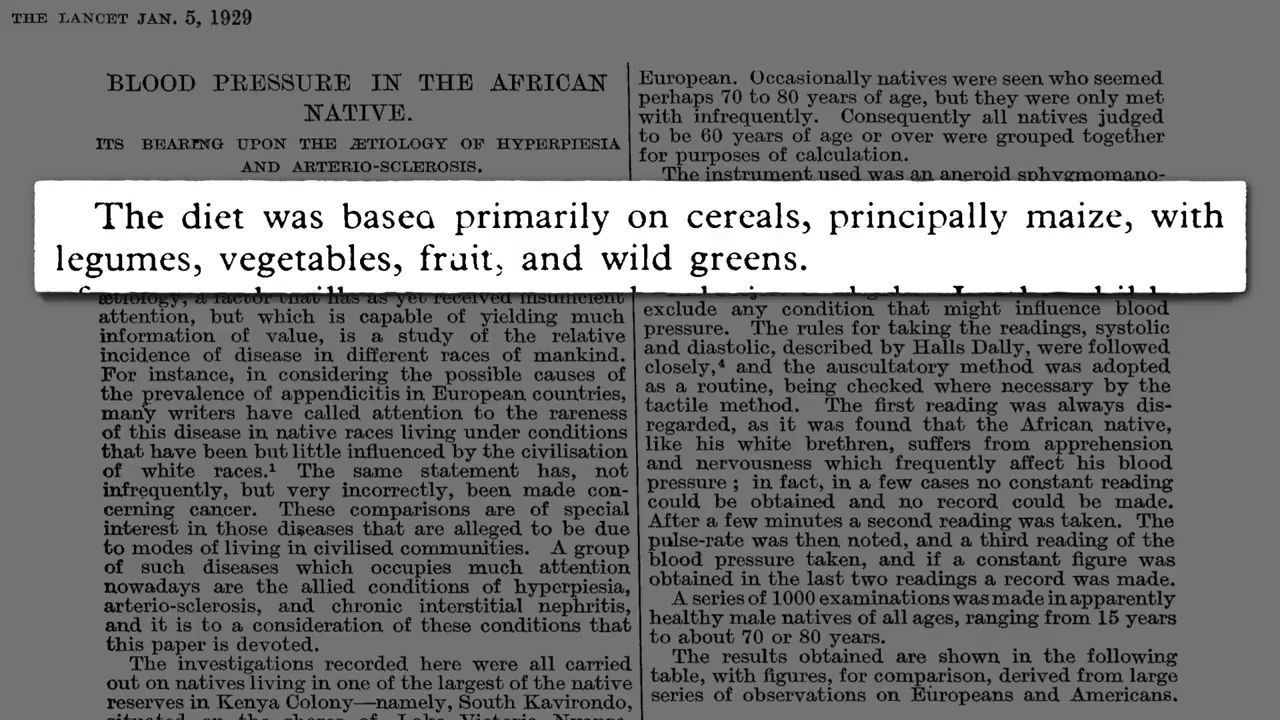 THE LANCET JAN. 5, 1929
BLOOD PRESSURE IN THE AFRICAN
NATIVE.
ITS BEARING UPON THE ÆTIOLOGY OF HYPERPIESIA
AND ARTERIO-SCLEROSIS.
The diet was based primarily on cereals, principally maize, with
legumes, vegetables, fruit, and wild greens.
ætiology, a factor that has as yet received insufficient
attention, but which is capable of yielding much
information of value, is a study of the relative
incidence of disease in different races of mankind.
For instance, in considering the possible causes of
the prevalence of appendicitis in European countries,
many writers have called attention to the rareness
of this disease in native races living under conditions
that have been but little influenced by the civilisation
of white races.¹ The same statement has, not
infrequently, but very incorrectly, been made con-
cerning cancer. These comparisons are of special
interest in those diseases that are alleged to be due
to modes of living in civilised communities. A group
of such diseases which occupies much attention
nowadays are the allied conditions of hyperpiesia,
arterio-sclerosis, and chronic interstitial nephritis,
and it is to a consideration of these conditions that
this paper is devoted.
The investigations recorded here were all carried
out on natives living in one of the largest of the native
reserves in Kenya Colony—namely, South Kavirondo,
situated on the shores of Lake Victoria Nyanza.
European. Occasionally natives were seen who seemed
perhaps 70 to 80 years of age, but they were only met
with infrequently. Consequently all natives judged
to be 60 years of age or over were grouped together
for purposes of calculation.
The instrument used was an aneroid sphygmomano-
exclude any condition that might influence blood
pressure. The rules for taking the readings, systolic
and diastolic, described by Halls Dally, were followed
closely,⁴ and the auscultatory method was adopted
as a routine, being checked where necessary by the
tactile method. The first reading was always dis-
regarded, as it was found that the African native,
like his white brethren, suffers from apprehension
and nervousness which frequently affect his blood
pressure ; in fact, in a few cases no constant reading
could be obtained and no record could be made.
After a few minutes a second reading was taken. The
pulse-rate was then noted, and a third reading of the
blood pressure taken, and if a constant figure was
obtained in the last two readings a record was made.
A series of 1000 examinations was made in apparently
healthy male natives of all ages, ranging from 15 years
to about 70 or 80 years.
The results obtained are shown in the following
table, with figures, for comparison, derived from large
series of observations on Europeans and Americans.